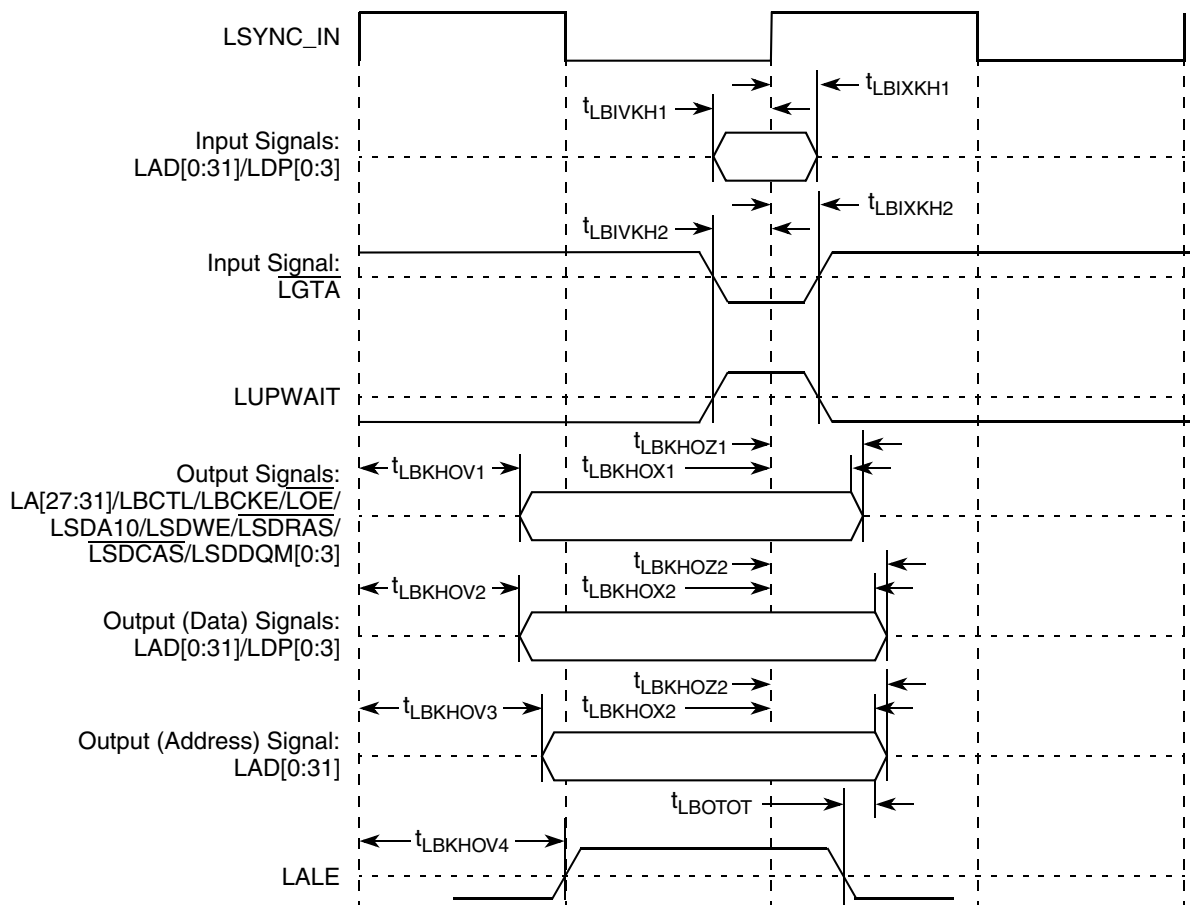 LSYNC_IN
tLBIXKH1
tLBIVKH1
Input Signals:
LAD[0:31]/LDP[0:3]
tLBIXKH2
tLBIVKH2
Input Signal:
LGTA
LUPWAIT
tLBKHOZ1
tLBKHOV1
tLBKHOX1
Output Signals:
LA[27:31]/LBCTL/LBCKE/LOE/
LSDA10/LSDWE/LSDRAS/
LSDCAS/LSDDQM[0:3]
tLBKHOZ2
tLBKHOV2
tLBKHOX2
Output (Data) Signals:
LAD[0:31]/LDP[0:3]
tLBKHOZ2
tLBKHOV3
tLBKHOX2
Output (Address) Signal:
LAD[0:31]
tLBOTOT
tLBKHOV4
LALE